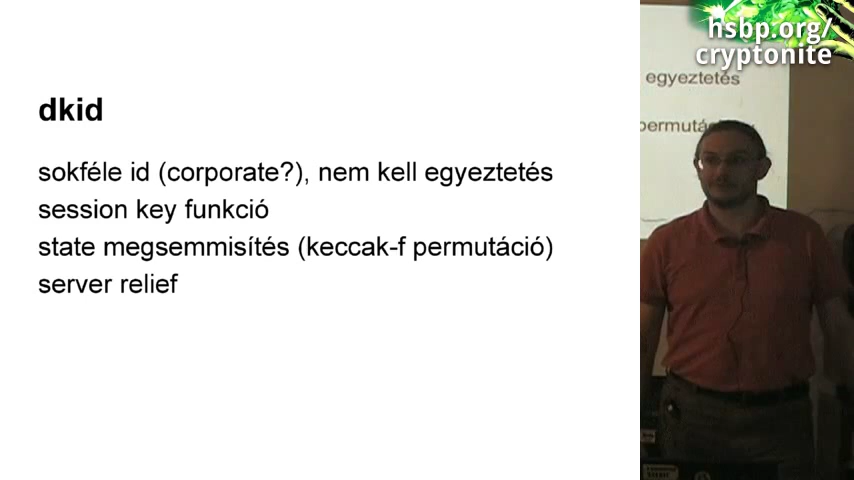 dkid
sokféle id (corporate?), nem kell egyeztetés
session key funkció
state megsemmisítés (keccak-f permutáció)
server relief
hsbp.org/
cryptonite
egyeztetés